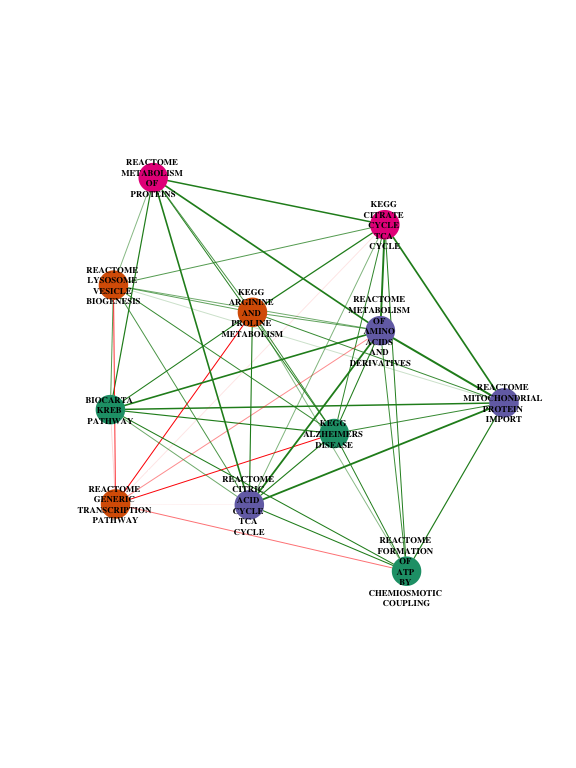 REACTOME
METABOLISM
OF
PROTEINS
KEGG
CITRATE
CYCLE
TCA
CYCLE
REACTOME
LYSOSOME
VESICLE
BIOGENESIS
KEGG
ARGININE
AND
PROLINE
METABOLISM
REACTOME
METABOLISM
OF
AMINO
ACIDS
AND
DERIVATIVES
REACTOME
MITOCHONDRIAL
PROTEIN
IMPORT
BIOCARTA
KREB
PATHWAY
KEGG
ALZHEIMERS
DISEASE
REACTOME
GENERIC
TRANSCRIPTION
PATHWAY
REACTOME
CITRIC
ACID
CYCLE
TCA
CYCLE
REACTOME
FORMATION
OF
ATP
BY
CHEMIOSMOTIC
COUPLING